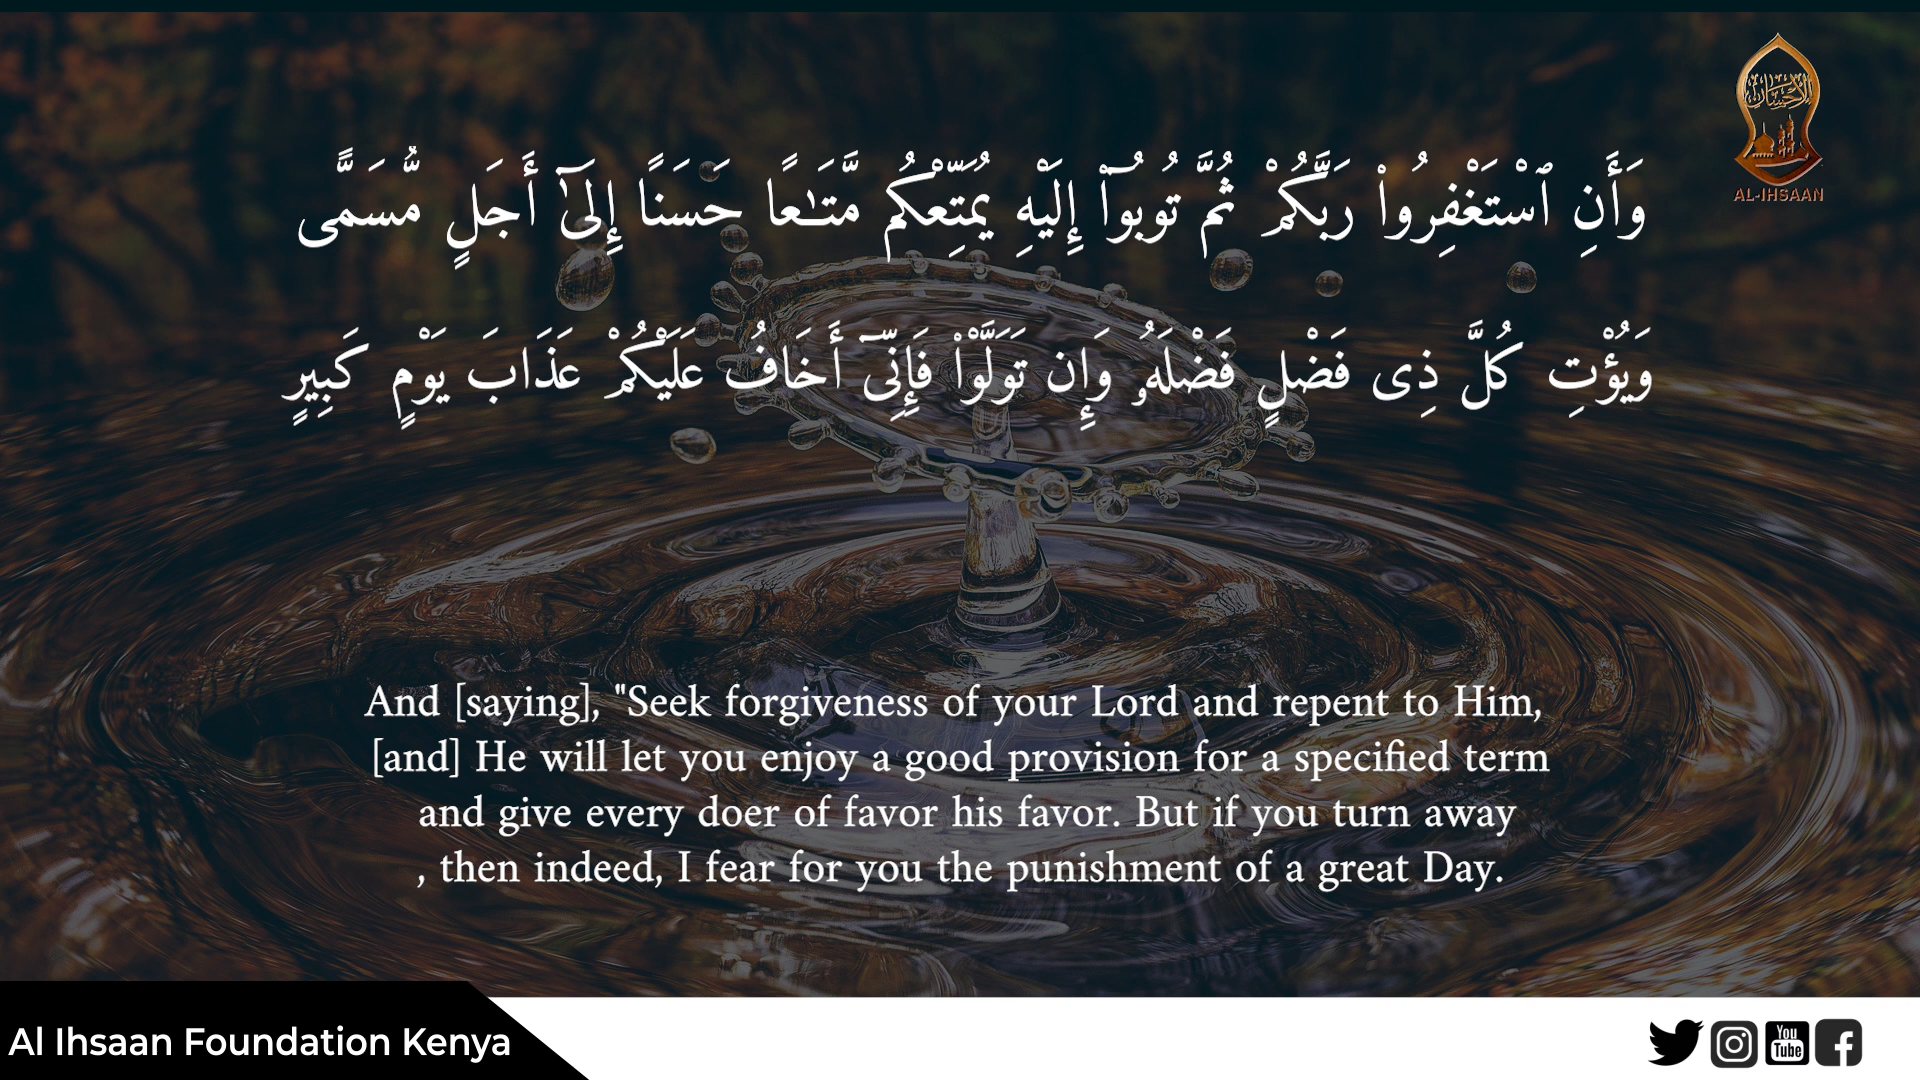 الإحسان
AL-IHSAAN
وَأَنِ ٱسْتَغْفِرُوا۟ رَبَّكُمْ ثُمَّ تُوبُوٓا۟ إِلَيْهِ يُمَتِّعْكُم مَّتَـٰعًا حَسَنًا إِلَىٰٓ أَجَلٍ مُّسَمًّى
وَيُؤْتِ كُلَّ ذِى فَضْلٍ فَضْلَهُۥ وَإِن تَوَلَّوْا۟ فَإِنِّىٓ أَخَافُ عَلَيْكُمْ عَذَابَ يَوْمٍ كَبِيرٍ
And [saying], "Seek forgiveness of your Lord and repent to Him,
[and] He will let you enjoy a good provision for a specified term
and give every doer of favor his favor. But if you turn away
, then indeed, I fear for you the punishment of a great Day.
Al Ihsaan Foundation Kenya
You
Tube